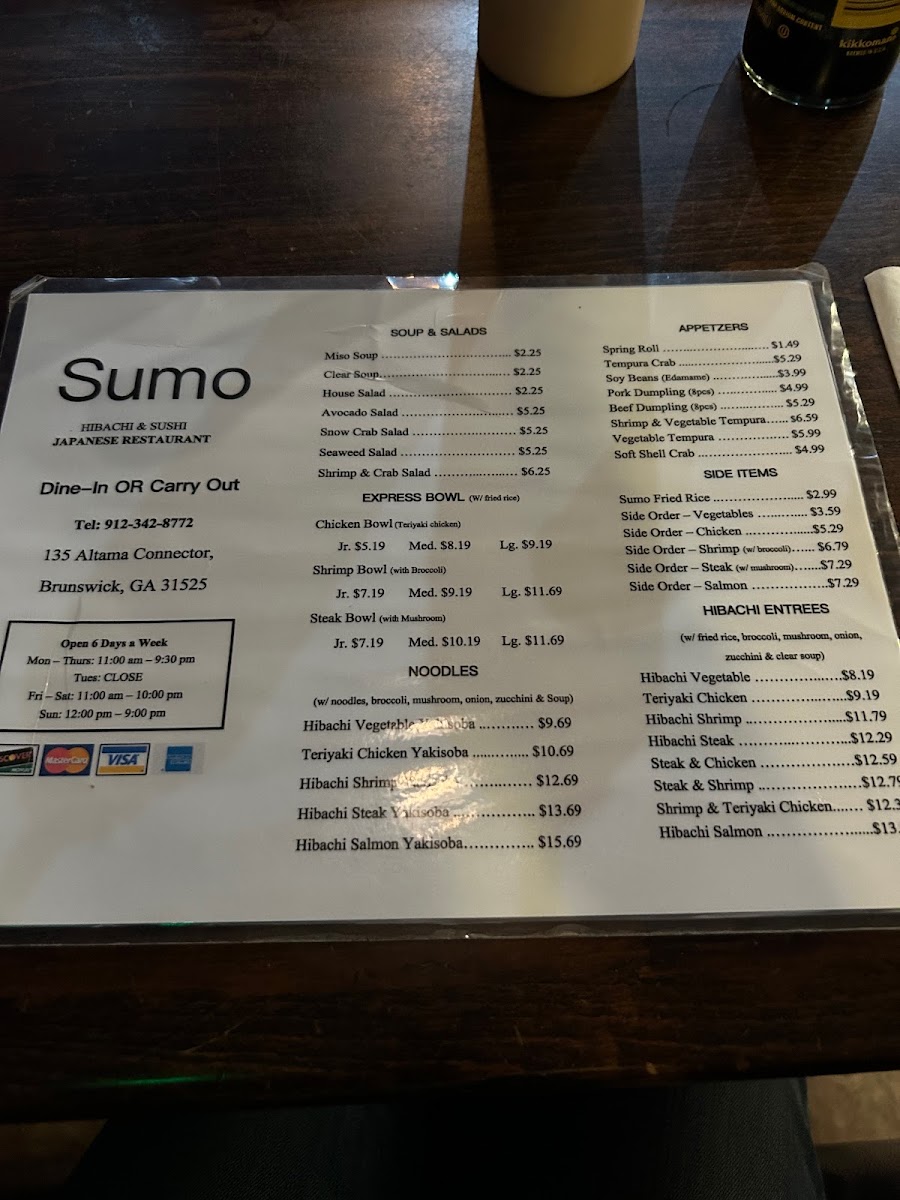 kikkoman
Sumo
HIBACHI & SUSHI
JAPANESE RESTAURANT
Dine–In OR Carry Out
Tel: 912-342-8772
135 Altama Connector,
Brunswick, GA 31525
Open 6 Days a Week
Mon – Thurs: 11:00 am – 9:30 pm
Tues: CLOSE
Fri – Sat: 11:00 am – 10:00 pm
Sun: 12:00 pm – 9:00 pm
MasterCard
VISA
SOUP & SALADS
Miso Soup ................................. $2.25
Clear Soup.................................. $2.25
House Salad ............................... $2.25
Avocado Salad ............................ $5.25
Snow Crab Salad .......................... $5.25
Seaweed Salad ............................ $5.25
Shrimp & Crab Salad ..................... $6.25
EXPRESS BOWL (W/ fried rice)
Chicken Bowl (Teriyaki chicken)
Jr. $5.19 Med. $8.19 Lg. $9.19
Shrimp Bowl (with Broccoli)
Jr. $7.19 Med. $9.19 Lg. $11.69
Steak Bowl (with Mushroom)
Jr. $7.19 Med. $10.19 Lg. $11.69
NOODLES
(w/ noodles, broccoli, mushroom, onion, zucchini & Soup)
Hibachi Vegetable Yakisoba ........... $9.69
Teriyaki Chicken Yakisoba ........... $10.69
Hibachi Shrimp ............ $12.69
Hibachi Steak Yakisoba ................ $13.69
Hibachi Salmon Yakisoba.............. $15.69
APPETZERS
Spring Roll ........................... $1.49
Tempura Crab ........................$5.29
Soy Beans (Edamame) .................$3.99
Pork Dumpling (8pcs) ................ $4.99
Beef Dumpling (8pcs) ................ $5.29
Shrimp & Vegetable Tempura...... $6.59
Vegetable Tempura .................. $5.99
Soft Shell Crab ........................ $4.99
SIDE ITEMS
Sumo Fried Rice ...................... $2.99
Side Order – Vegetables ............. $3.59
Side Order – Chicken .................$5.29
Side Order – Shrimp (w/ broccoli)...... $6.79
Side Order – Steak (w/ mushroom)......$7.29
Side Order – Salmon .................$7.29
HIBACHI ENTREES
(w/ fried rice, broccoli, mushroom, onion,
zucchini & clear soup)
Hibachi Vegetable ....................$8.19
Teriyaki Chicken ......................$9.19
Hibachi Shrimp .......................$11.79
Hibachi Steak .........................$12.29
Steak & Chicken .....................$12.59
Steak & Shrimp .......................$12.79
Shrimp & Teriyaki Chicken....... $12.3
Hibachi Salmon ........................$13.